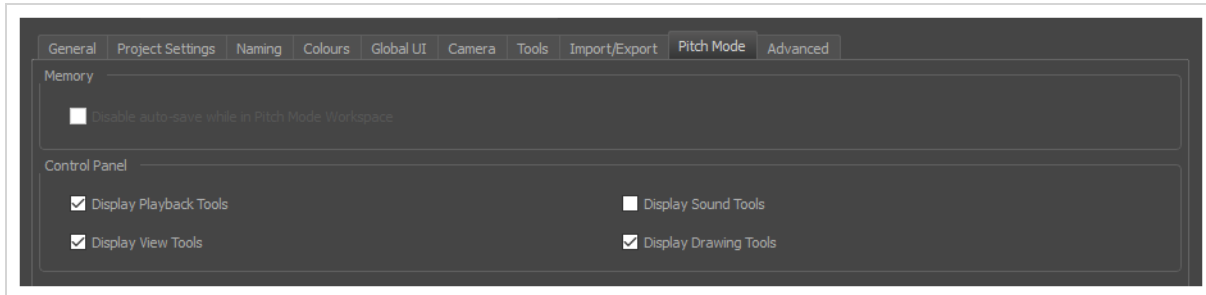 General Project Settings Naming Colours Global UI Camera Tools Import/Export Pitch Mode Advanced
Memory
Disable auto-save while in Pitch Mode Workspace
Control Panel
Display Playback Tools Display Sound Tools
Display View Tools Display Drawing Tools